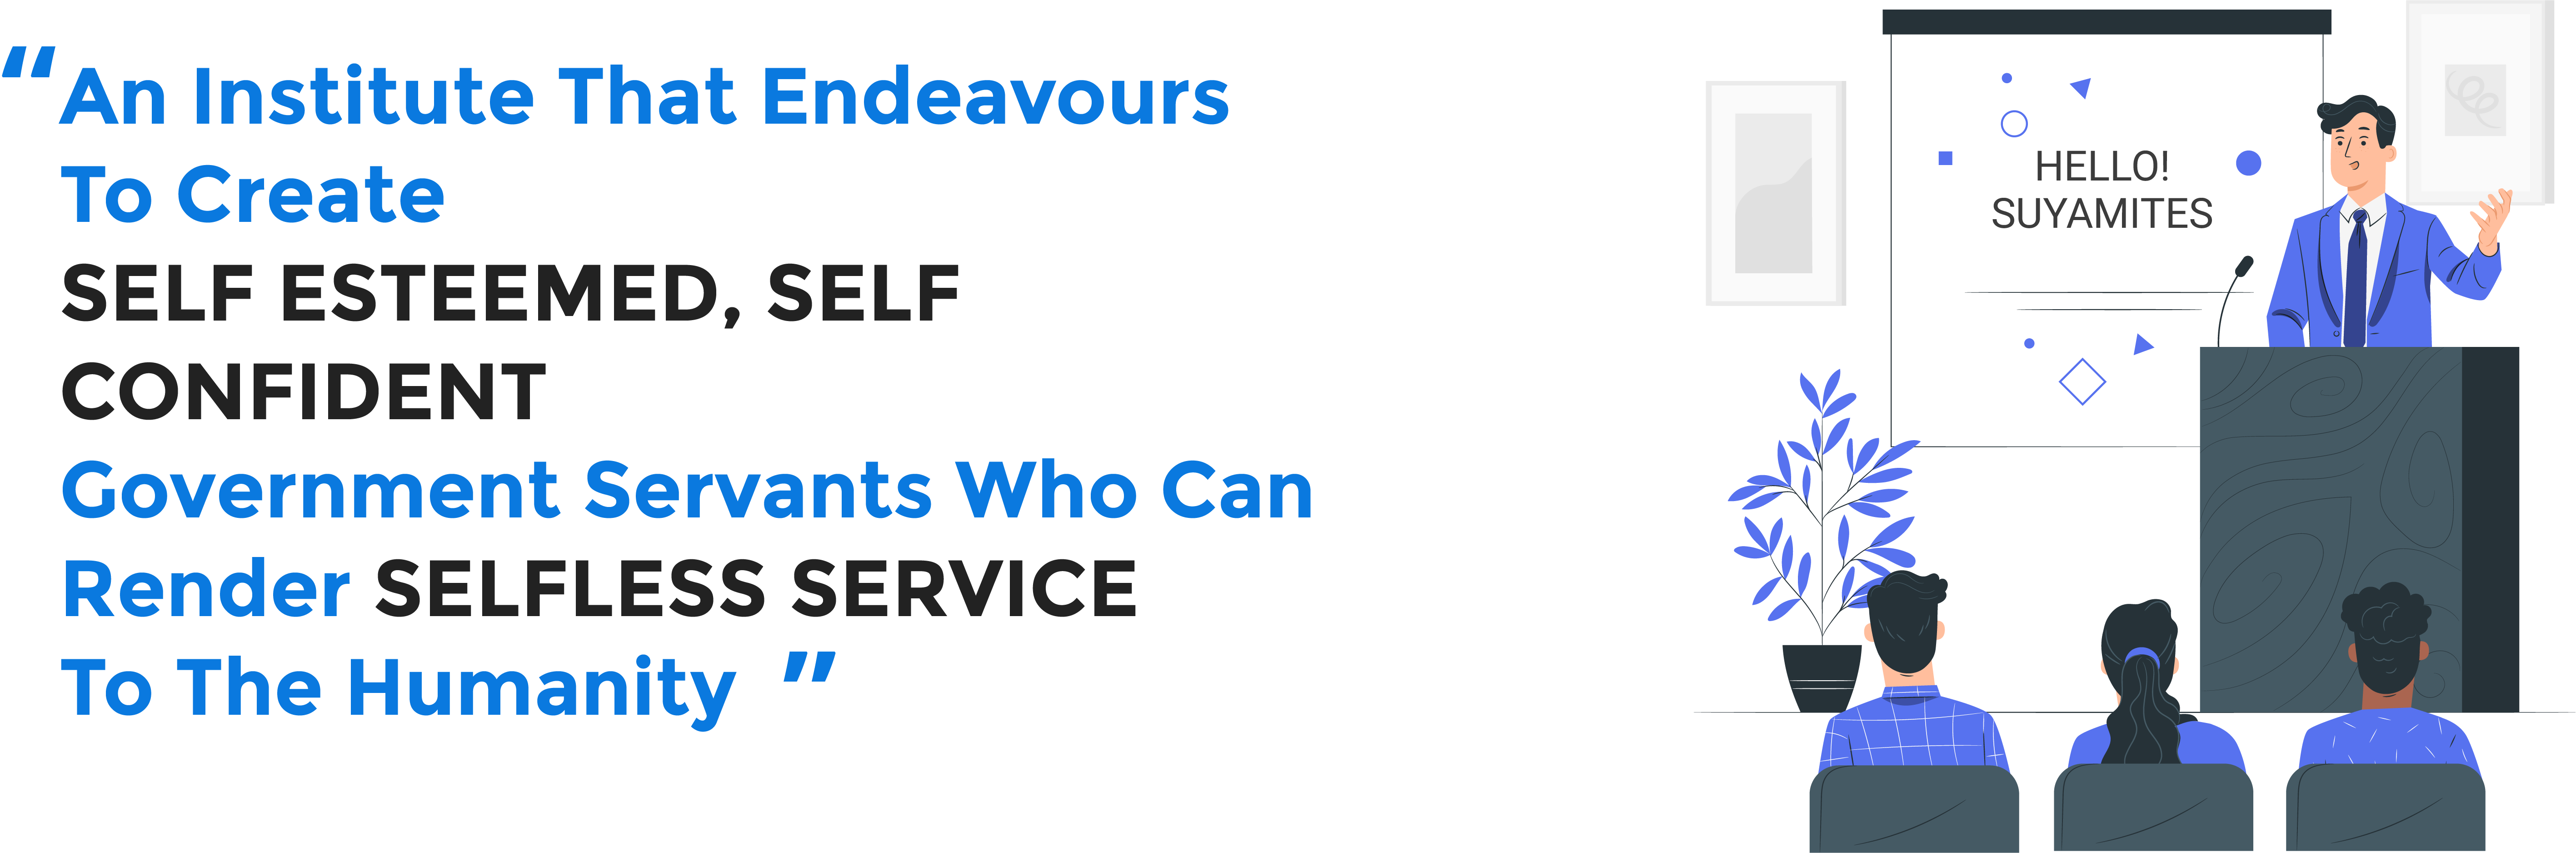 “An Institute That Endeavours
To Create
SELF ESTEEMED, SELF
CONFIDENT
Government Servants Who Can
Render SELFLESS SERVICE
To The Humanity ”
HELLO!
SUYAMITES